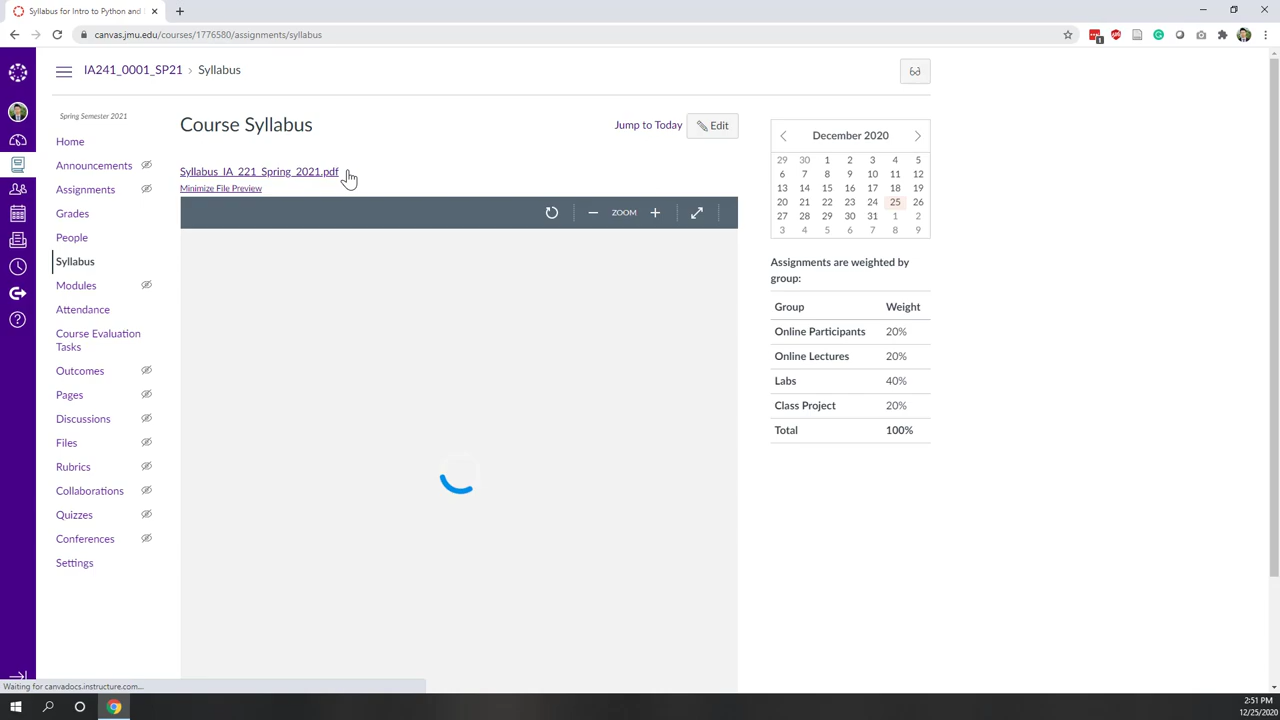 Syllabus for Intro to Python and
canvas.jmu.edu/courses/1776580/assignments/syllabus
1
IA241_0001_SP21 › Syllabus
Spring Semester 2021
Home
Announcements
Assignments
Grades
People
Syllabus
Modules
Attendance
Course Evaluation
Tasks
Outcomes
Pages
Discussions
Files
Rubrics
Collaborations
Quizzes
Conferences
Settings
Course Syllabus
Jump to Today
Edit
Syllabus_IA_221_Spring_2021.pdf
Minimize File Preview
ZOOM
December 2020
29 30 1 2 3 4 5
6 7 8 9 10 11 12
13 14 15 16 17 18 19
20 21 22 23 24 25 26
27 28 29 30 31 1 2
3 4 5 6 7 8 9
Assignments are weighted by
group:
Group Weight
Online Participants 20%
Online Lectures 20%
Labs 40%
Class Project 20%
Total 100%
Waiting for canvadocs.instructure.com...
2:51 PM
12/25/2020